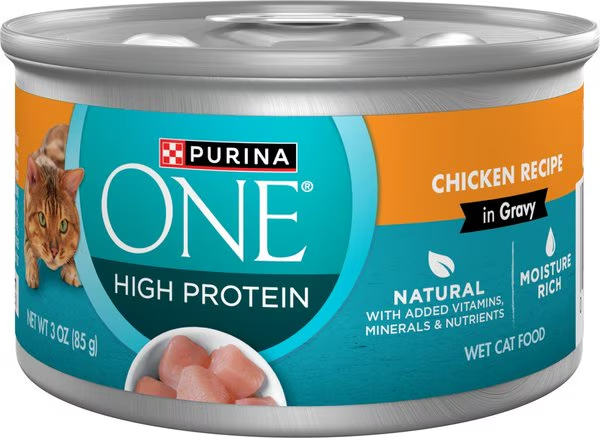 PURINA
ONE®
HIGH PROTEIN
NET WT 3 OZ (85 g)
CHICKEN RECIPE
in Gravy
NATURAL
WITH ADDED VITAMINS,
MINERALS & NUTRIENTS
MOISTURE
RICH
WET CAT FOOD